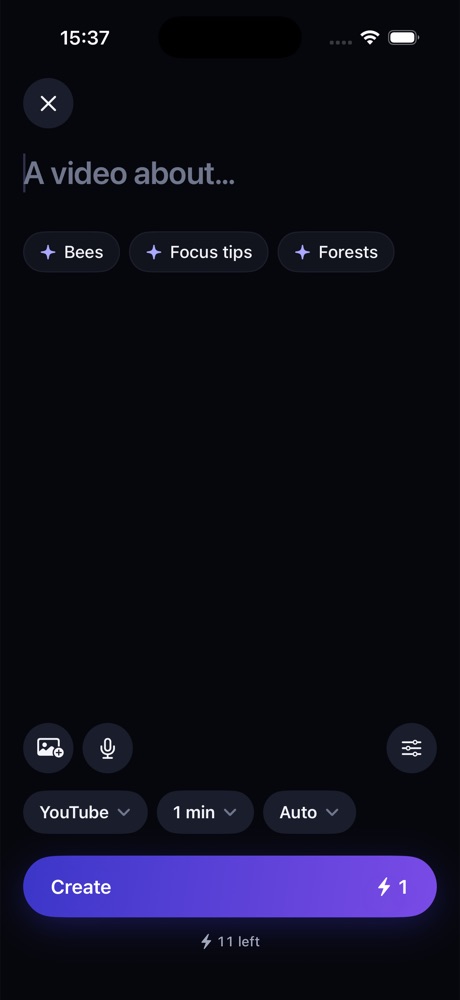 15:37
A video about...
Bees Focus tips Forests
YouTube 1 min Auto
Create 1
11 left